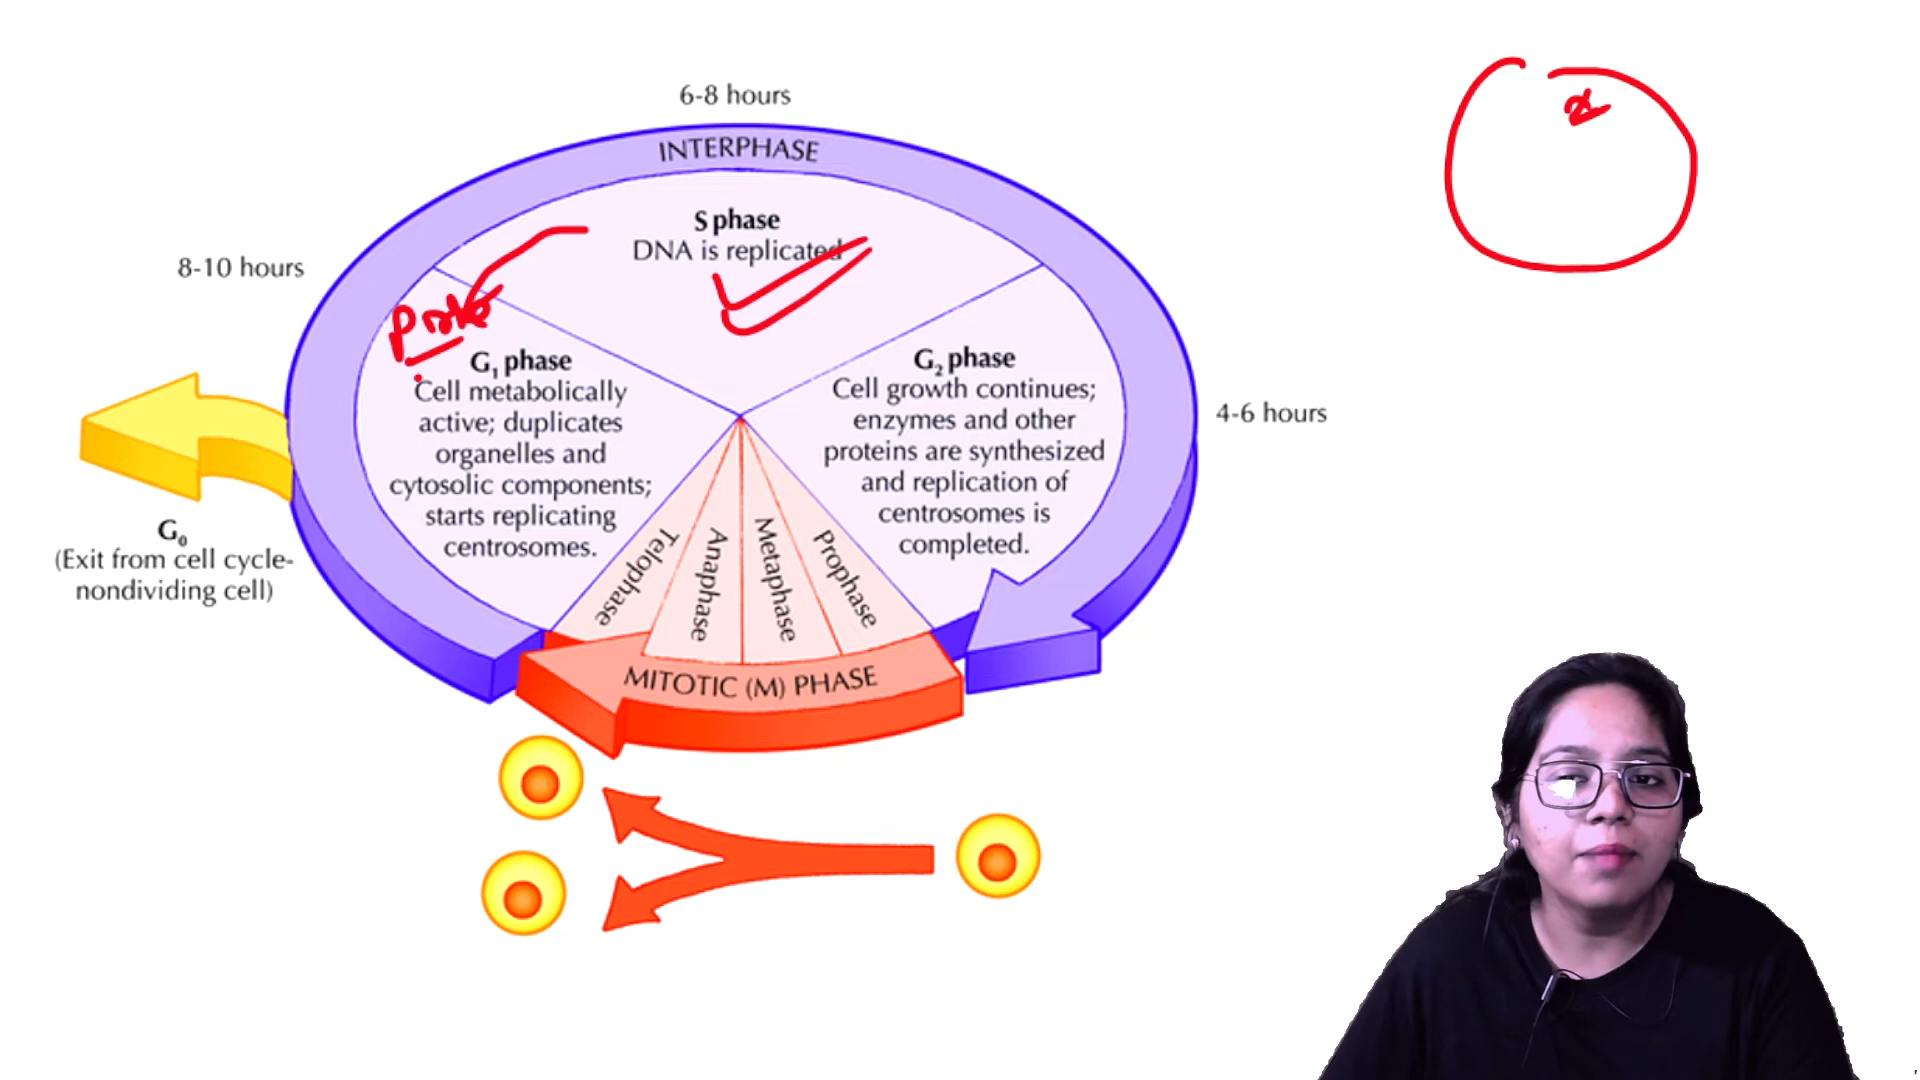 6-8 hours
INTERPHASE
S phase
DNA is replicated
8-10 hours
G₁ phase
Cell metabolically
active; duplicates
organelles and
cytosolic components;
starts replicating
centrosomes.
G₂ phase
Cell growth continues;
enzymes and other
proteins are synthesized
and replication of
centrosomes is
completed.
4-6 hours
G₀
(Exit from cell cycle-
nondividing cell)
Telophase
Anaphase
Metaphase
Prophase
MITOTIC (M) PHASE